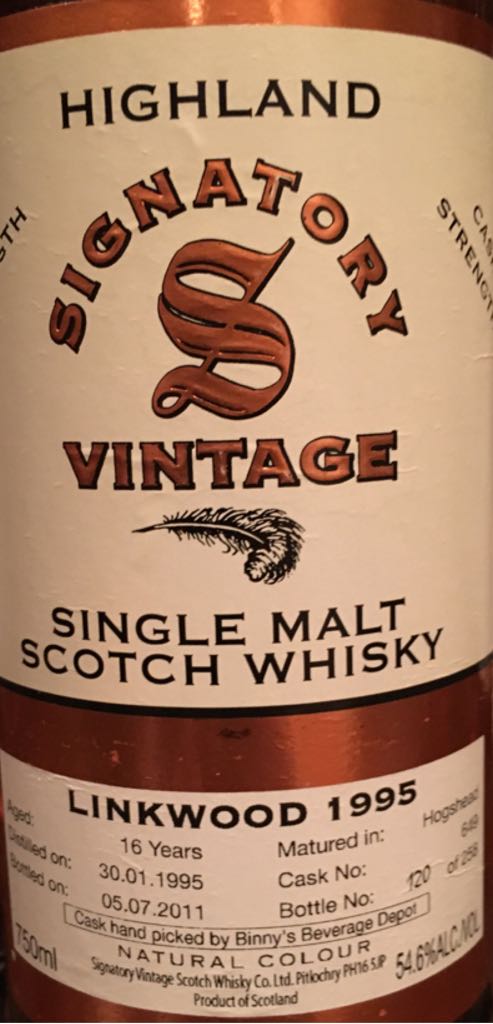 HIGHLAND
STH
CAS
STRENGT
SIGNATORY
S
VINTAGE
SINGLE MALT
SCOTCH WHISKY
LINKWOOD 1995
Aged: 16 Years
Distilled on: 30.01.1995
Bottled on: 05.07.2011
Matured in: Hogshead
Cask No: 649
Bottle No: 120 of 258
Cask hand picked by Binny's Beverage Depot
750ml
NATURAL COLOUR
54.6%ALC./VOL
Signatory Vintage Scotch Whisky Co. Ltd. Pitlochry PH16 5JP
Product of Scotland